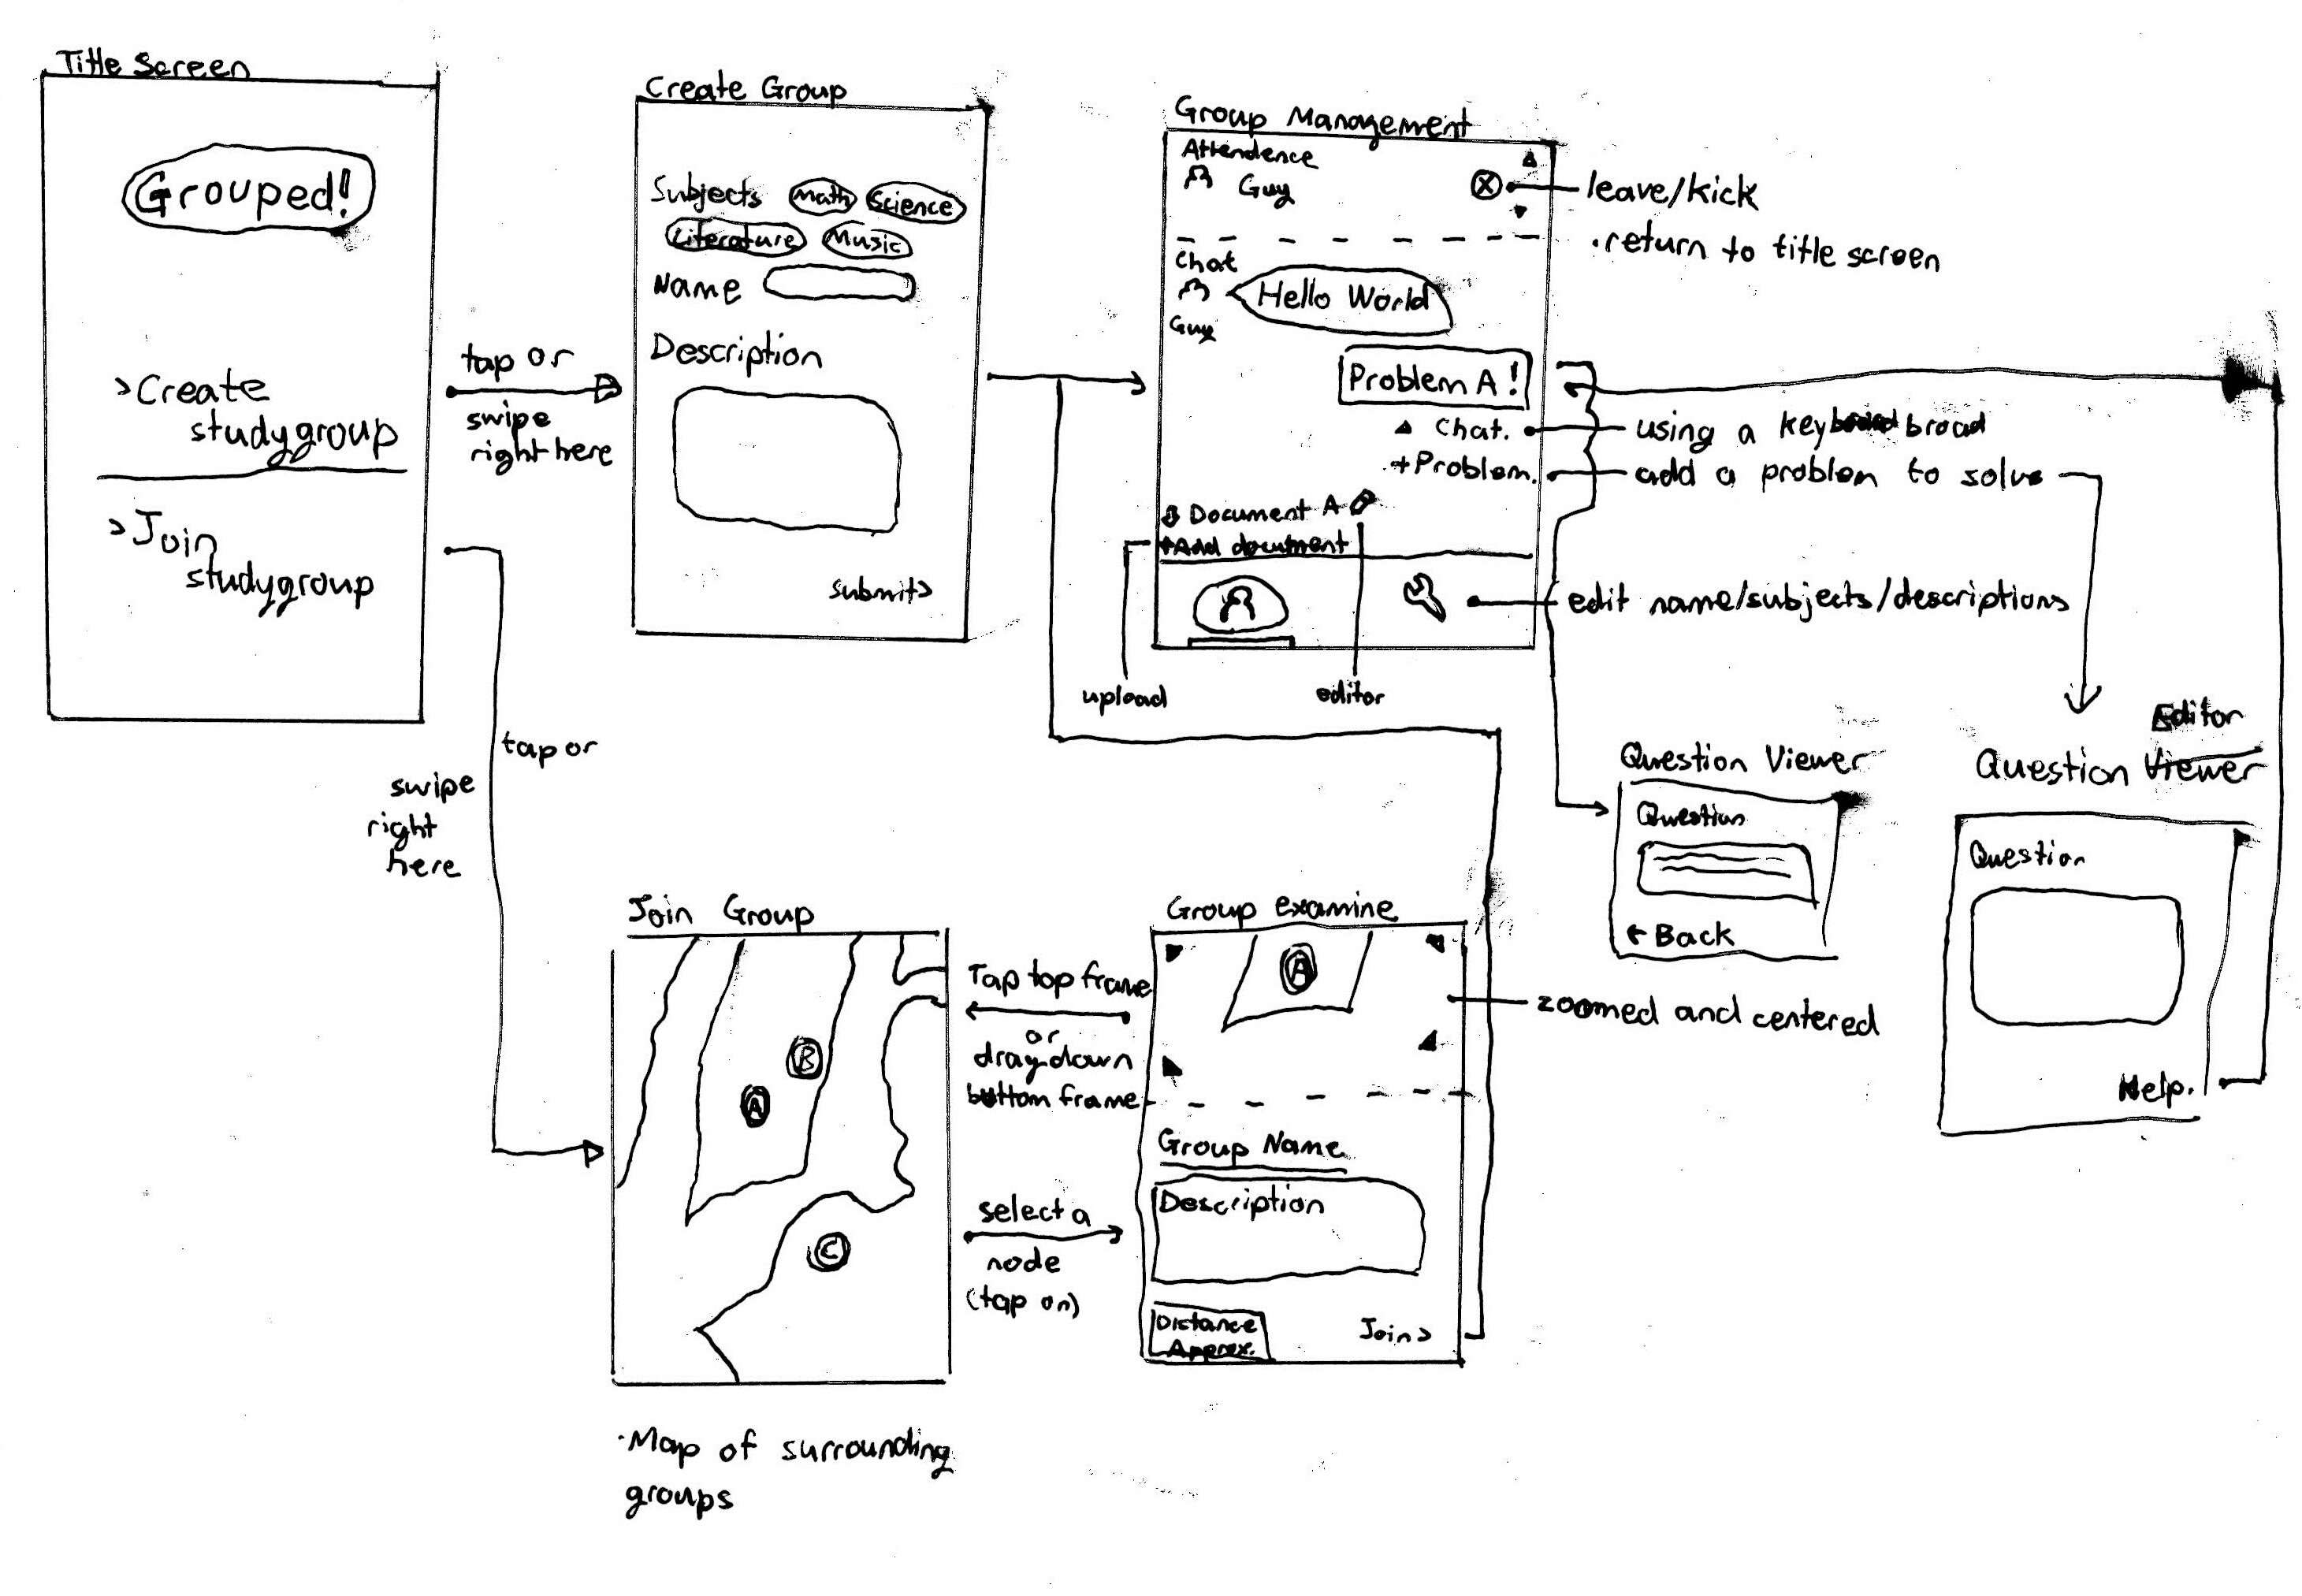 Title Screen
Grouped!
>Create
studygroup
>Join
studygroup
tap or
swipe
right here
tap or
swipe
right
here
Create Group
Subjects Math Science
Literature Music
Name
Description
submit>
Group Management
Attendence
Guy
X
leave/kick
·return to title screen
Chat
Hello World
Guy
Problem A!
Chat.
using a keyboard broad
+Problem.
add a problem to solve
Document A
+Add document
edit name/subjects/descriptions
upload
editor
Question Viewer
Question
←Back
Editor
Question Viewer
Question
Help.
Join Group
A
B
C
·Map of surrounding
groups
Tap top frame
or
drag down
bottom frame
select a
node
(tap on)
Group examine
A
zoomed and centered
Group Name
Description
Distance
Approx.
Join>